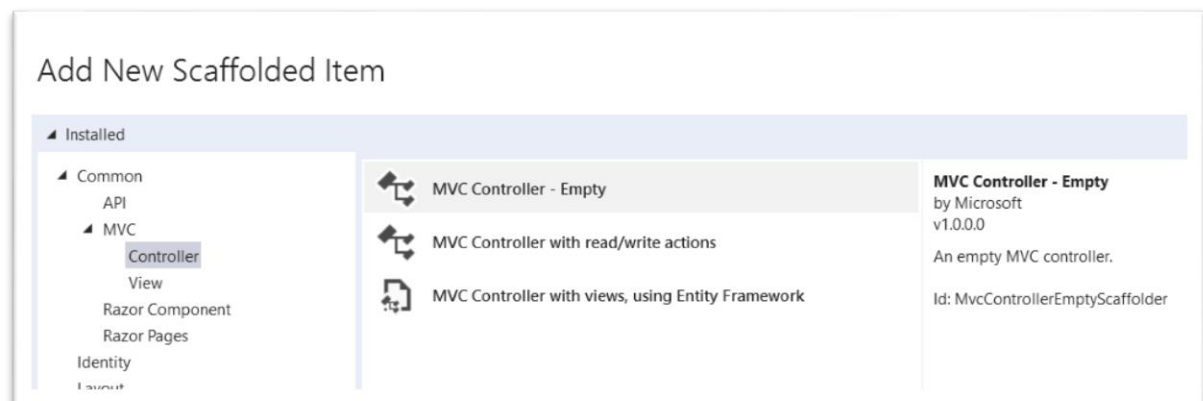 Add New Scaffolded Item
Installed
Common
API
MVC
Controller
View
Razor Component
Razor Pages
Identity
Layout
MVC Controller - Empty
MVC Controller with read/write actions
MVC Controller with views, using Entity Framework
MVC Controller - Empty
by Microsoft
v1.0.0.0
An empty MVC controller.
Id: MvcControllerEmptyScaffolder